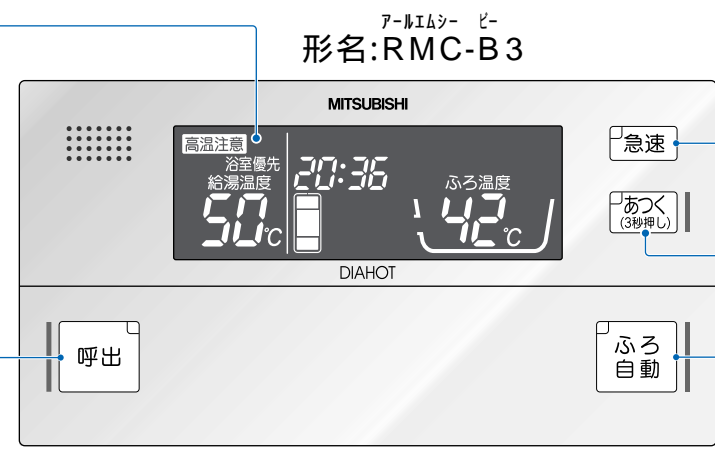 アールエムシー ビー
形名:RMC-B3
MITSUBISHI
高温注意
浴室優先
給湯温度
50℃
20:36
ふろ温度
42℃
DIAHOT
急速
あつく
(3秒押し)
呼出
ふろ
自動